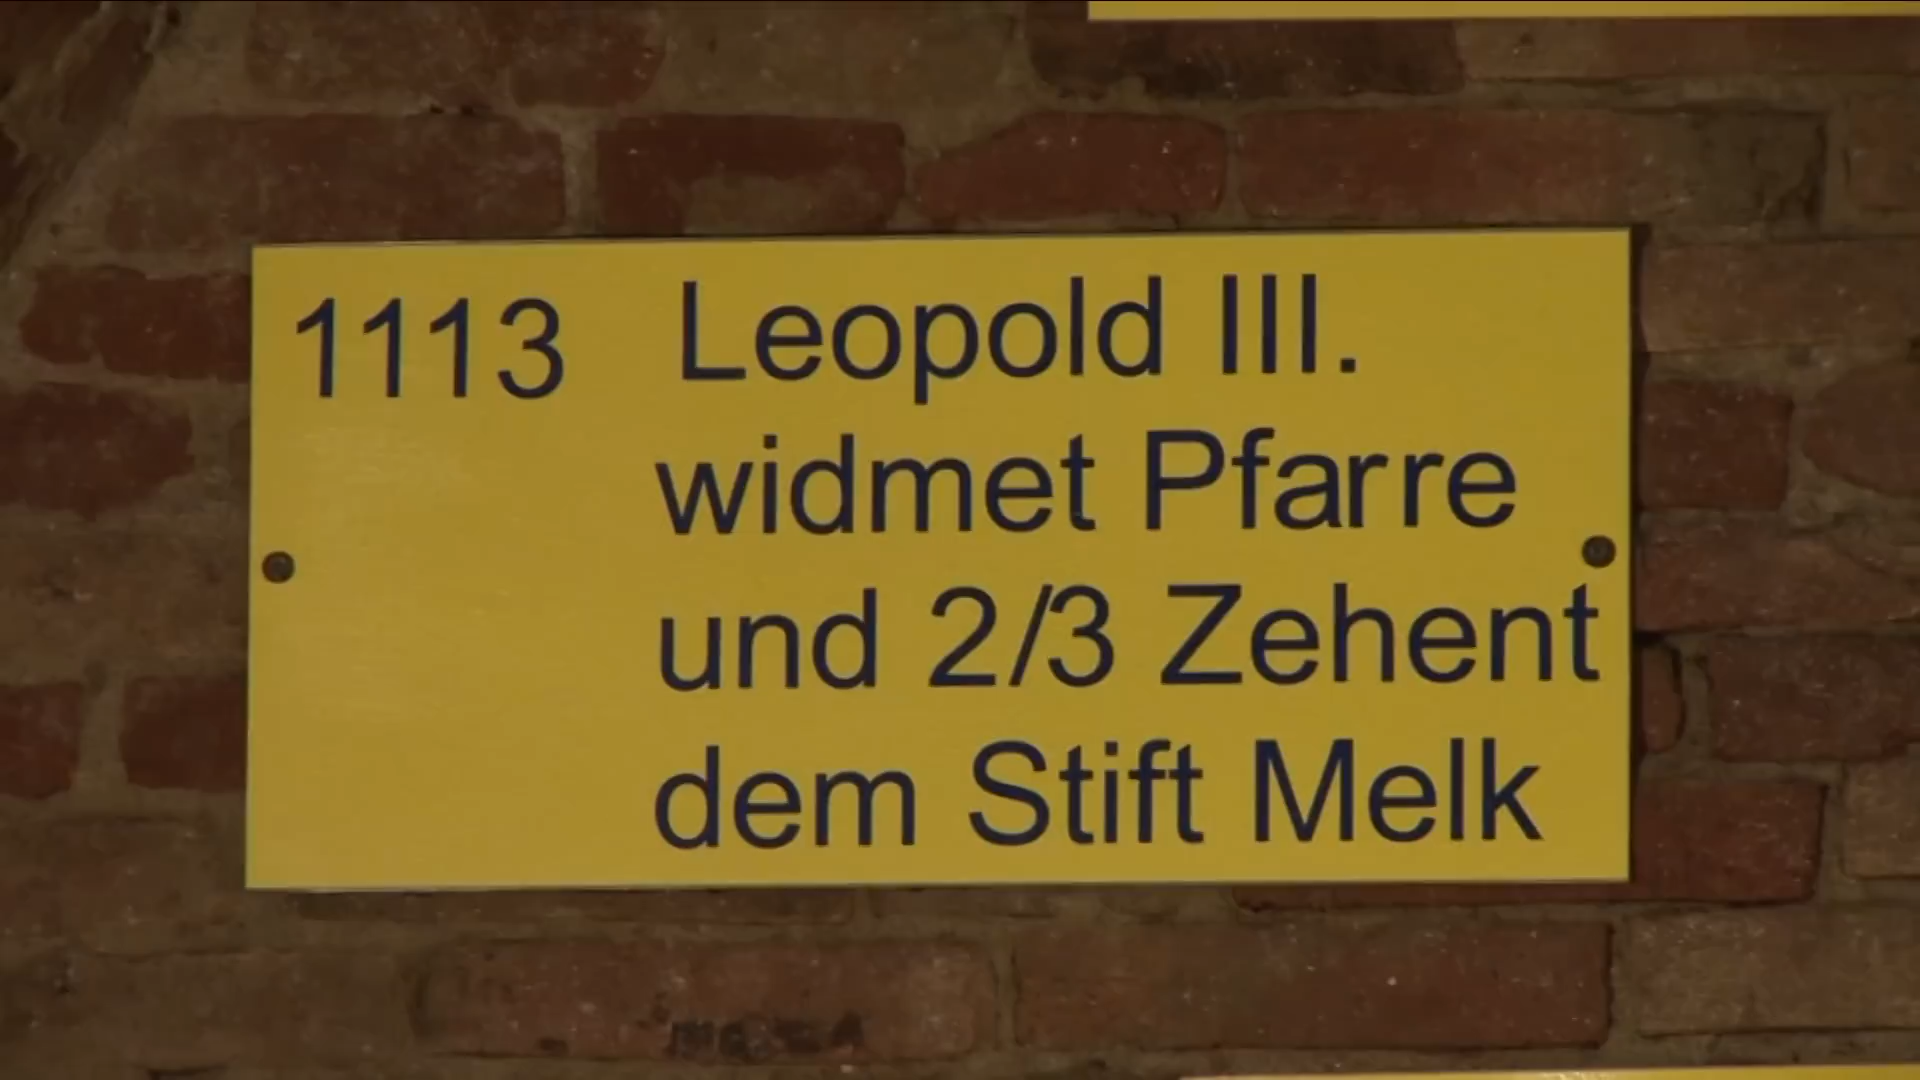 1113 Leopold III.
widmet Pfarre
und 2/3 Zehent
dem Stift Melk